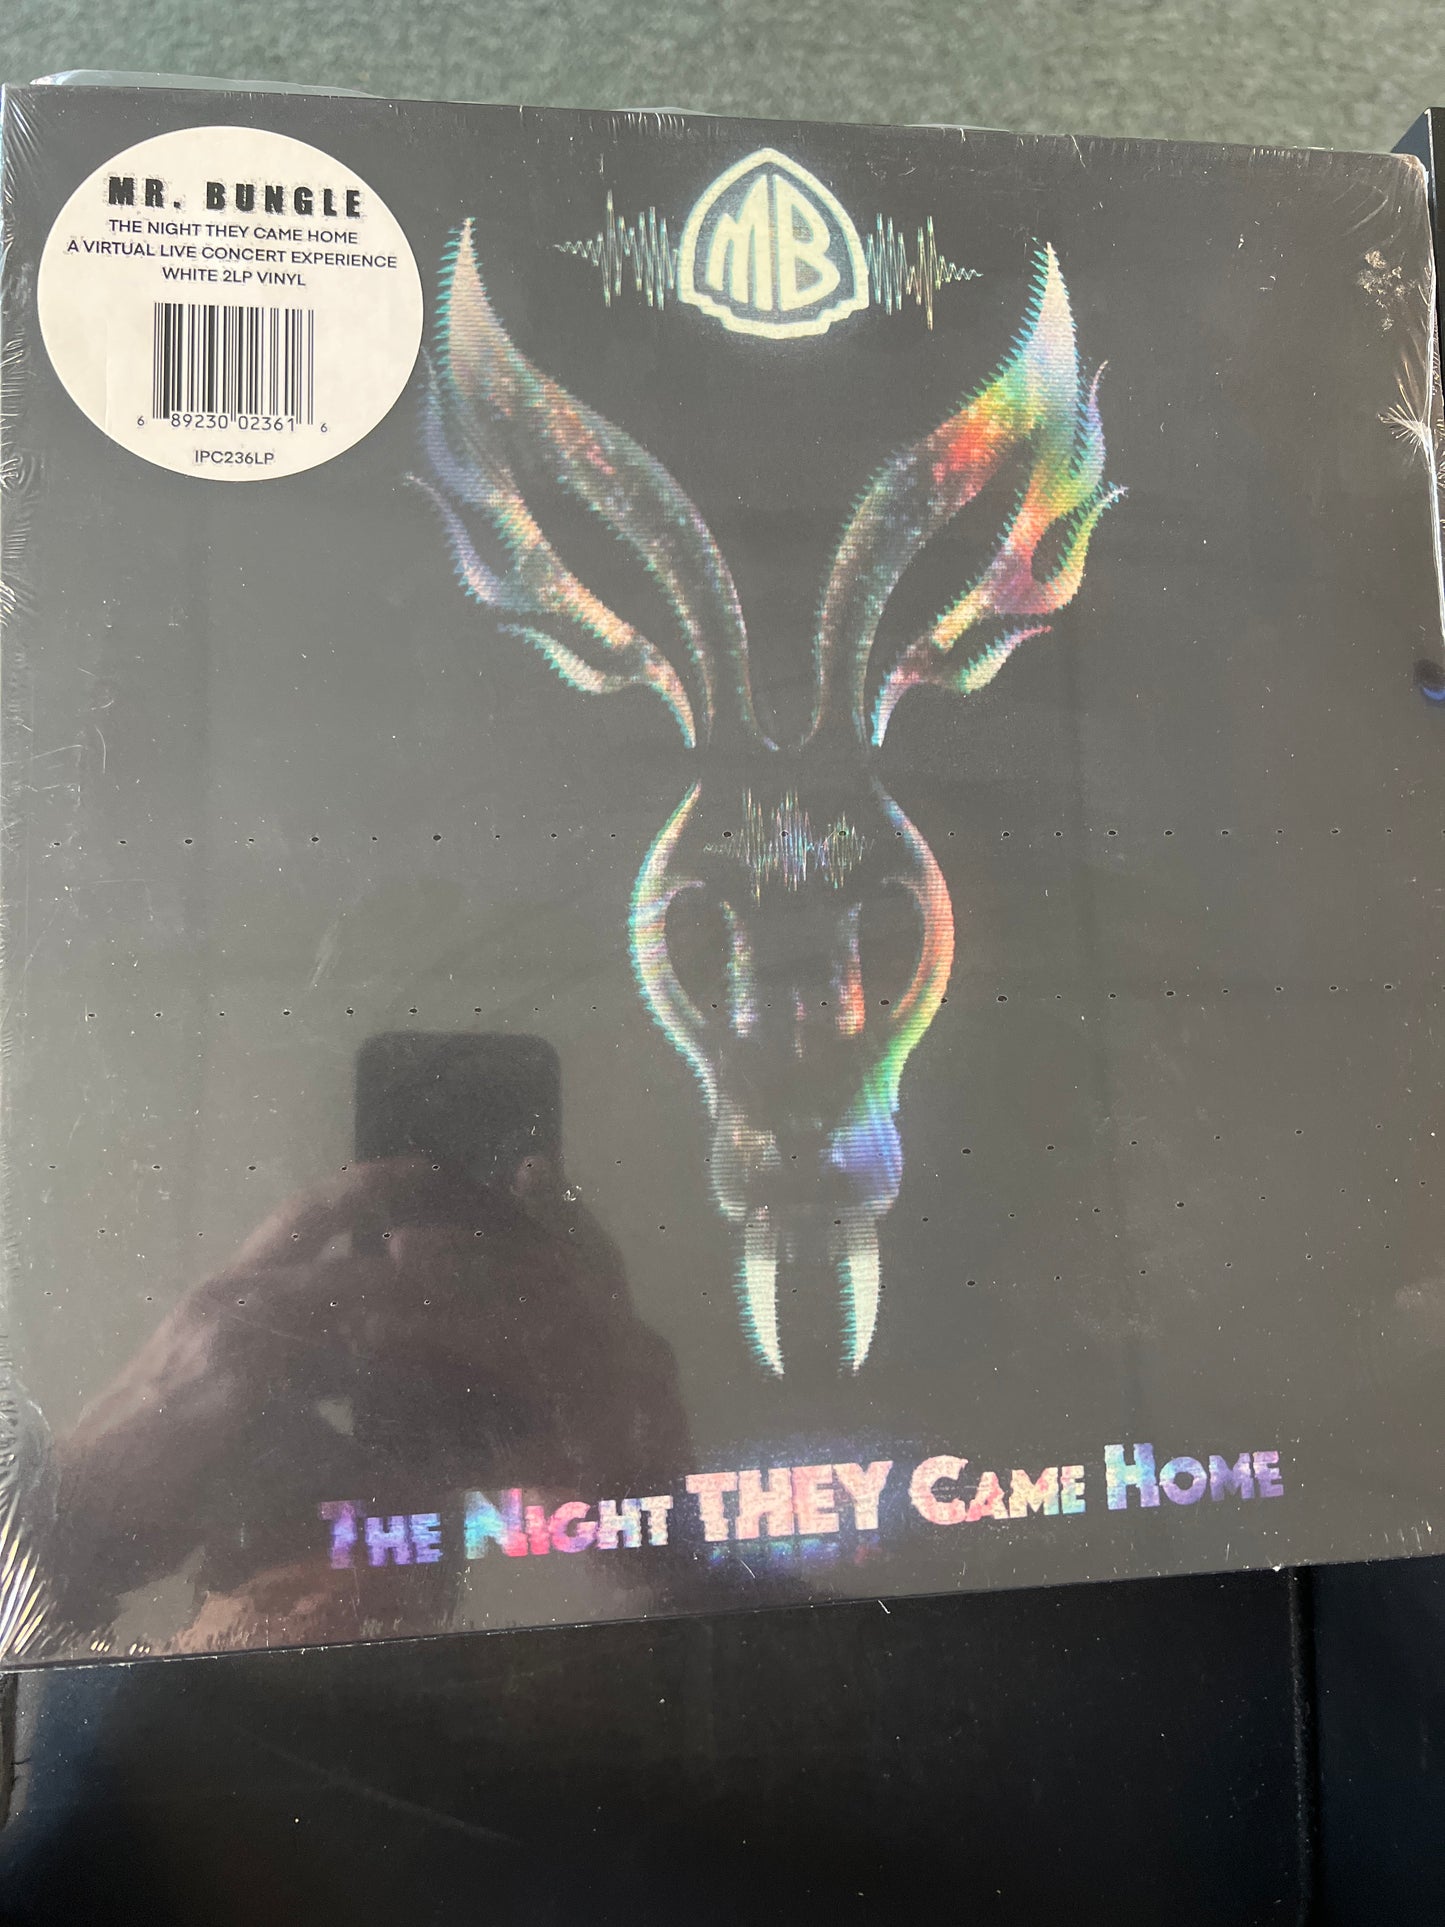 MR. BUNGLE
THE NIGHT THEY CAME HOME
A VIRTUAL LIVE CONCERT EXPERIENCE
WHITE 2LP VINYL
6 89230 02361 6
IPC236LP
MB
THE NIGHT THEY CAME HOME